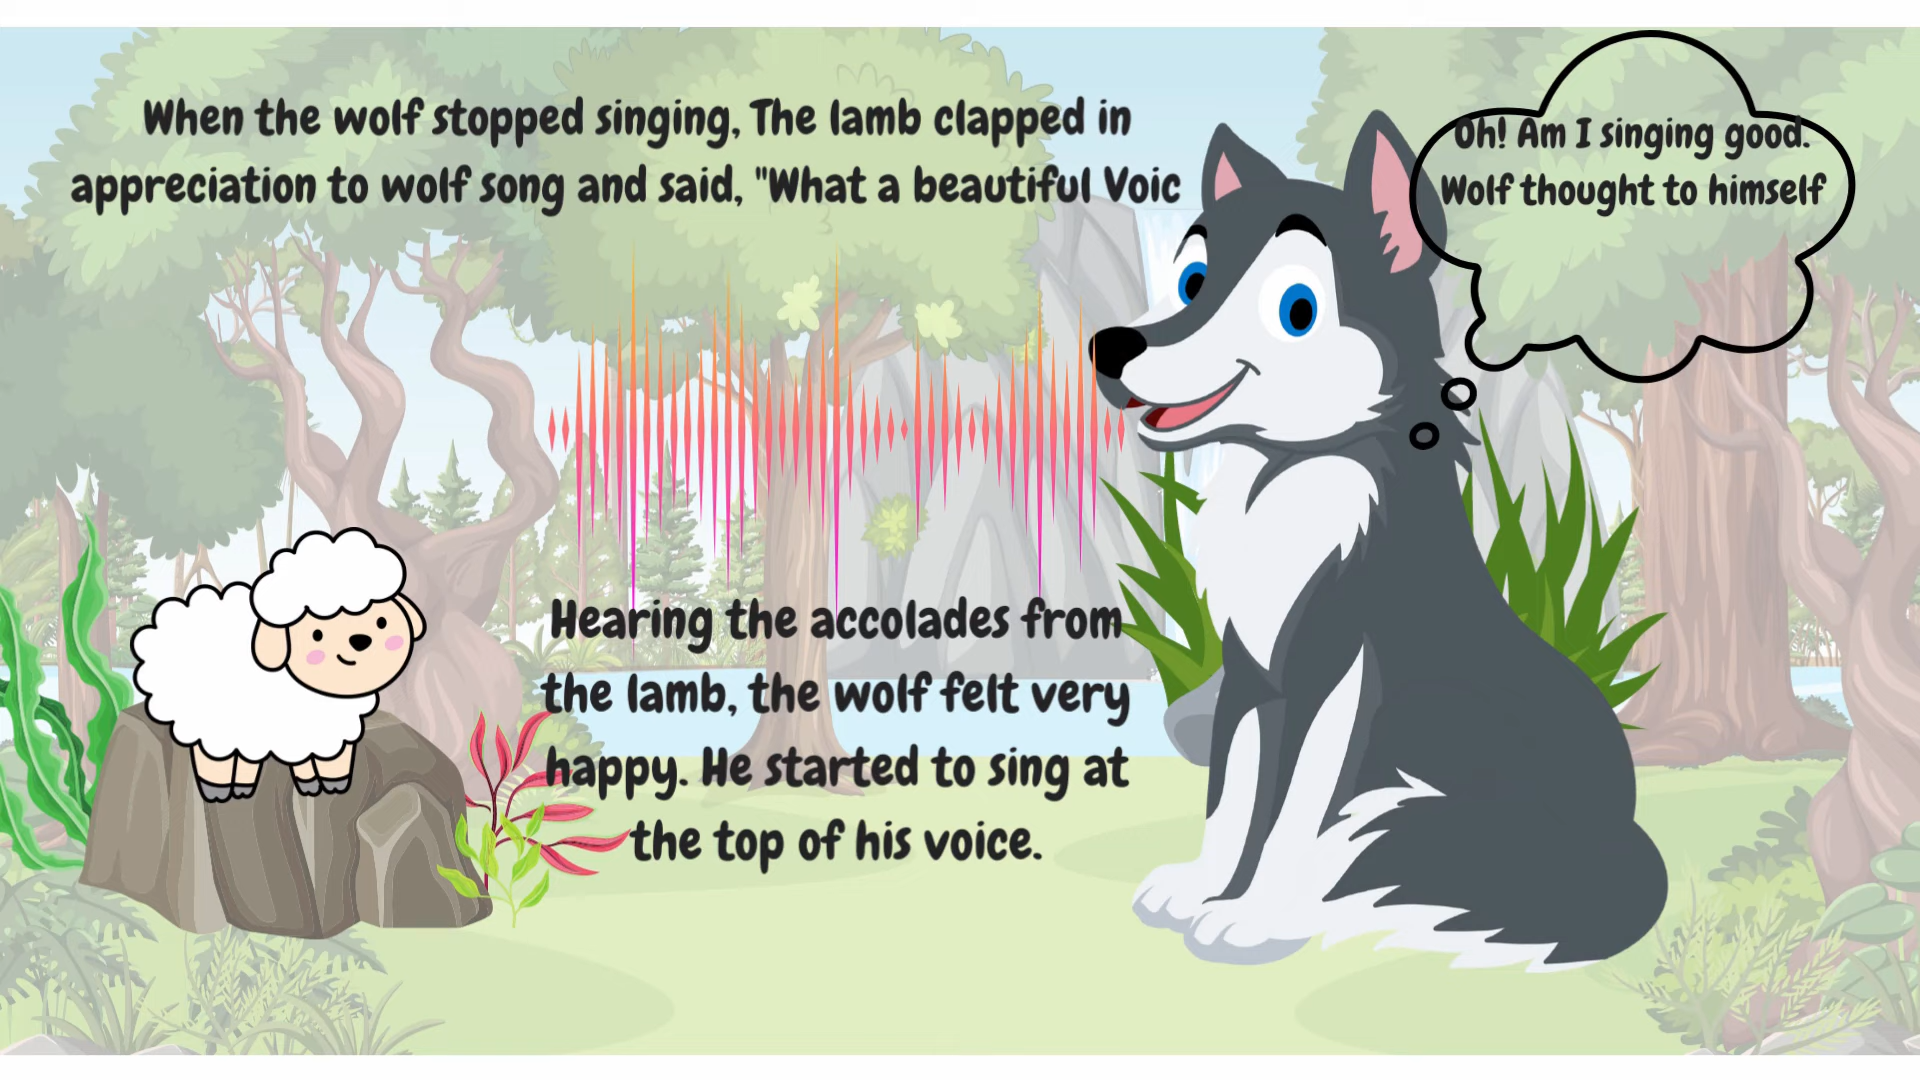 When the wolf stopped singing, The lamb clapped in
appreciation to wolf song and said, "What a beautiful Voic
Oh! Am I singing good.
Wolf thought to himself
Hearing the accolades from
the lamb, the wolf felt very
happy. He started to sing at
the top of his voice.